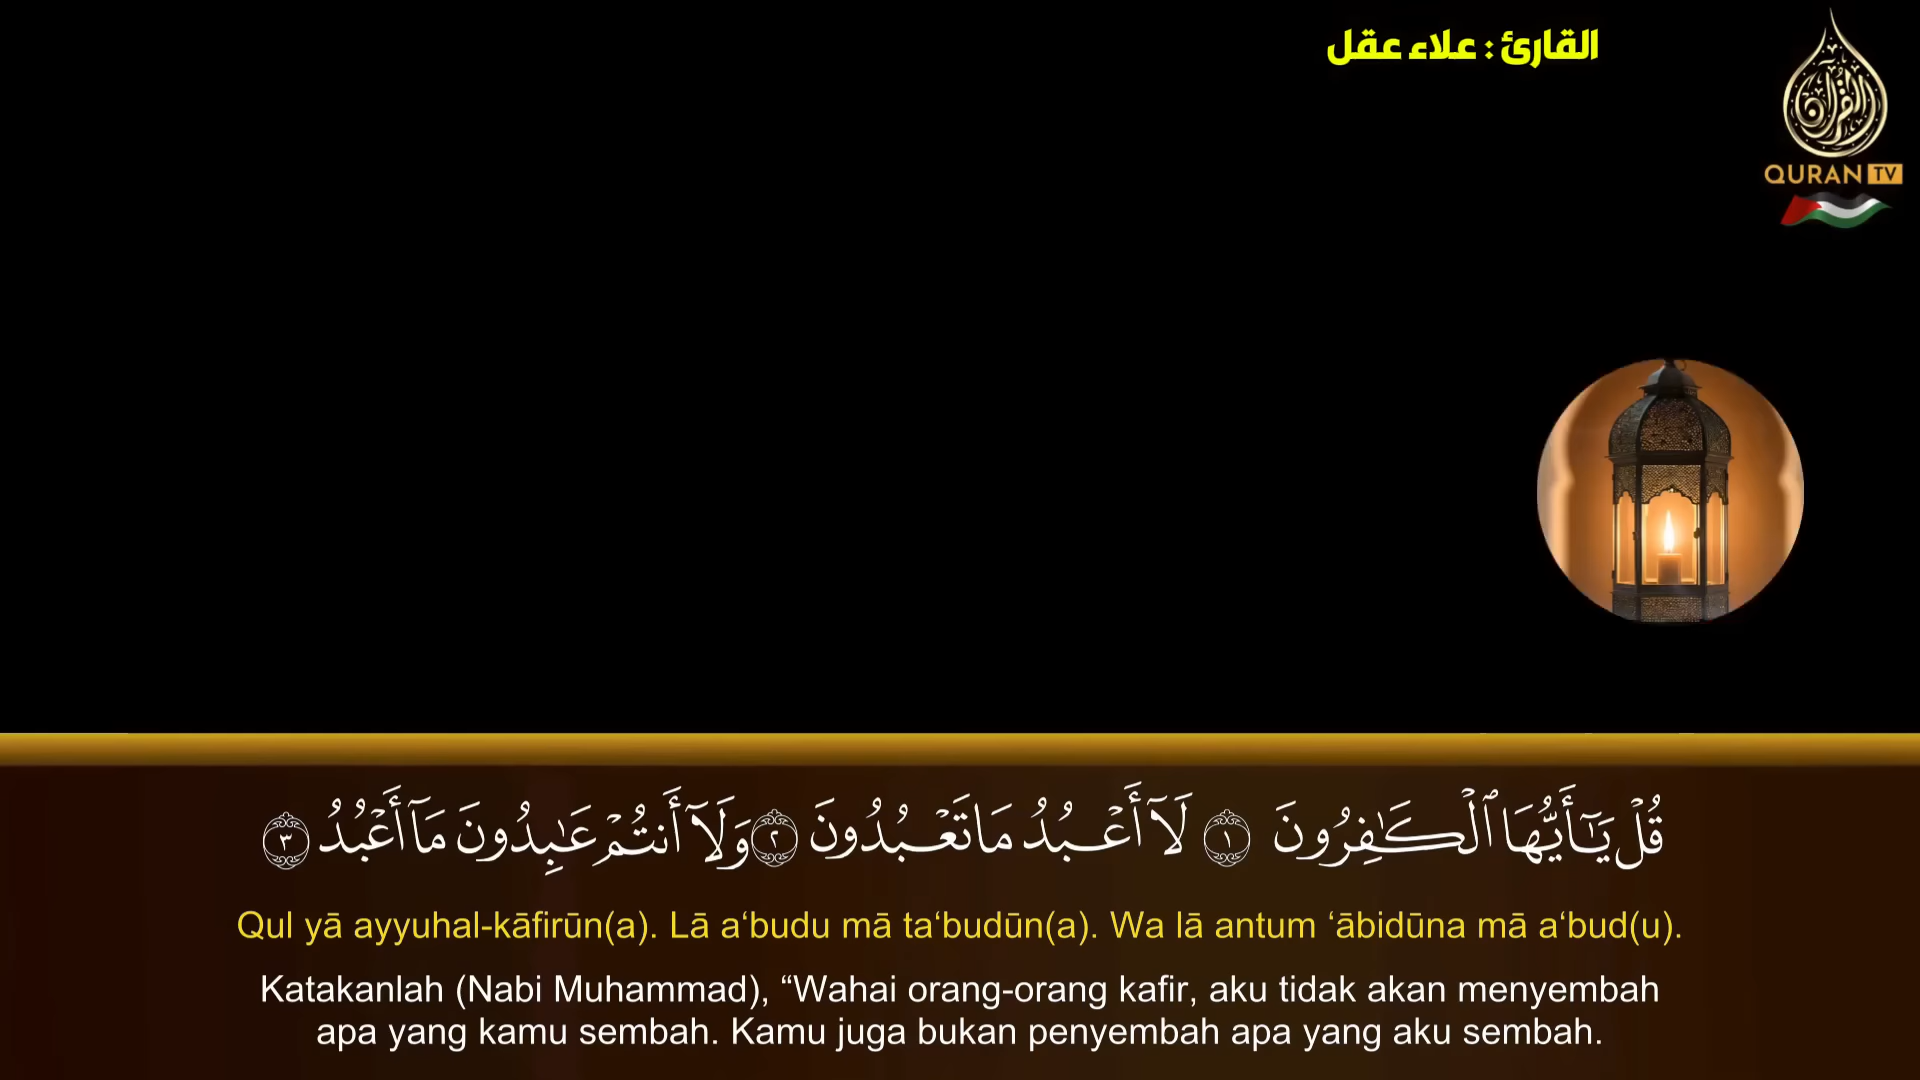 القارئ : علاء عقل
القرآن
QURAN TV
قُلْ يَـٰٓأَيُّهَا ٱلْكَـٰفِرُونَ ١ لَآ أَعْبُدُ مَا تَعْبُدُونَ ٢ وَلَآ أَنتُمْ عَـٰبِدُونَ مَآ أَعْبُدُ ٣
Qul yā ayyuhal-kāfirūn(a). Lā a‘budu mā ta‘budūn(a). Wa lā antum ‘ābidūna mā a‘bud(u).
Katakanlah (Nabi Muhammad), “Wahai orang-orang kafir, aku tidak akan menyembah
apa yang kamu sembah. Kamu juga bukan penyembah apa yang aku sembah.